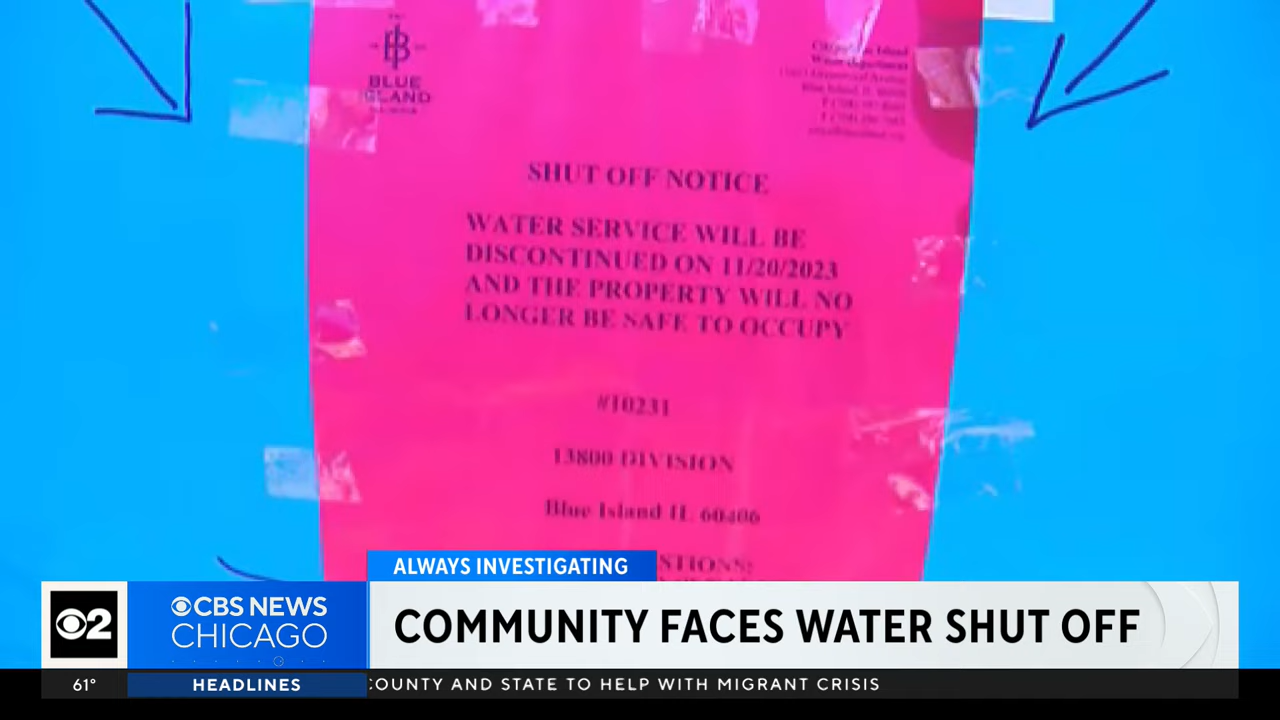 BLUE
ISLAND
SHUT OFF NOTICE
WATER SERVICE WILL BE
DISCONTINUED ON 11/20/2023
AND THE PROPERTY WILL NO
LONGER BE SAFE TO OCCUPY
#10231
13800 DIVISION
Blue Island IL 60406
STIONS:
ALWAYS INVESTIGATING
2
CBS NEWS
CHICAGO
COMMUNITY FACES WATER SHUT OFF
61°
HEADLINES
COUNTY AND STATE TO HELP WITH MIGRANT CRISIS